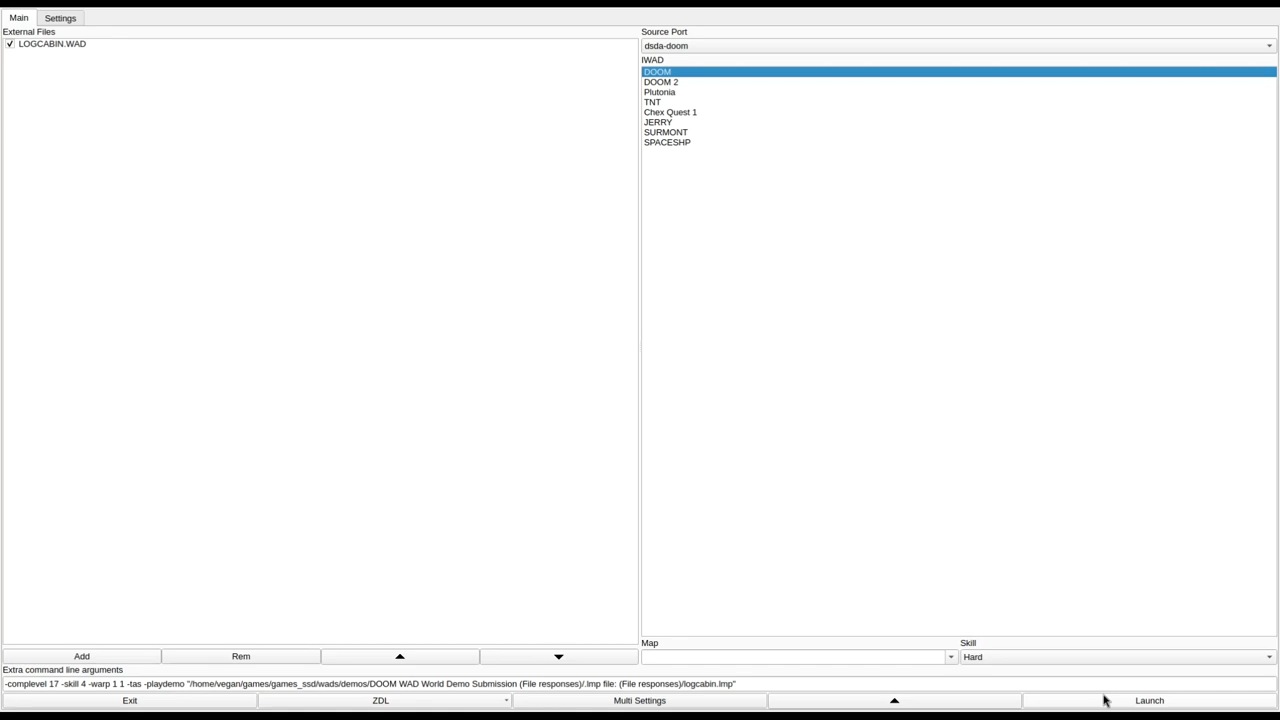 Main Settings
External Files
LOGCABIN.WAD
Source Port
dsda-doom
IWAD
DOOM
DOOM 2
Plutonia
TNT
Chex Quest 1
JERRY
SURMONT
SPACESHP
Map Skill
Hard
Add Rem
Extra command line arguments
-complevel 17 -skill 4 -warp 1 1 -tas -playdemo "/home/vegan/games/games_ssd/wads/demos/DOOM WAD World Demo Submission (File responses)/.lmp file: (File responses)/logcabin.lmp"
Exit ZDL Multi Settings Launch